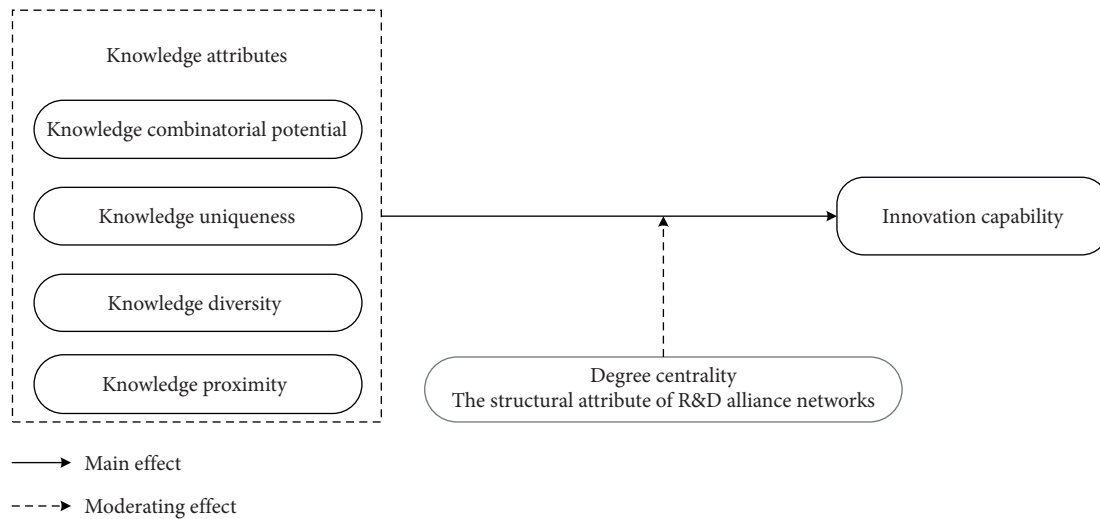 Knowledge attributes
Knowledge combinatorial potential
Knowledge uniqueness
Knowledge diversity
Knowledge proximity
Innovation capability
Degree centrality
The structural attribute of R&D alliance networks
Main effect
Moderating effect